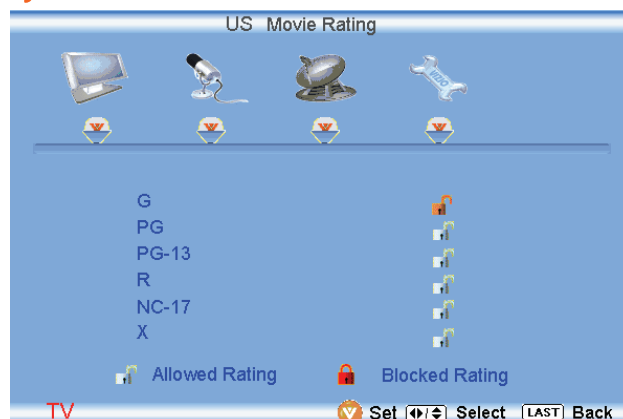 US Movie Rating
G
PG
PG-13
R
NC-17
X
Allowed Rating Blocked Rating
TV Set Select LAST Back